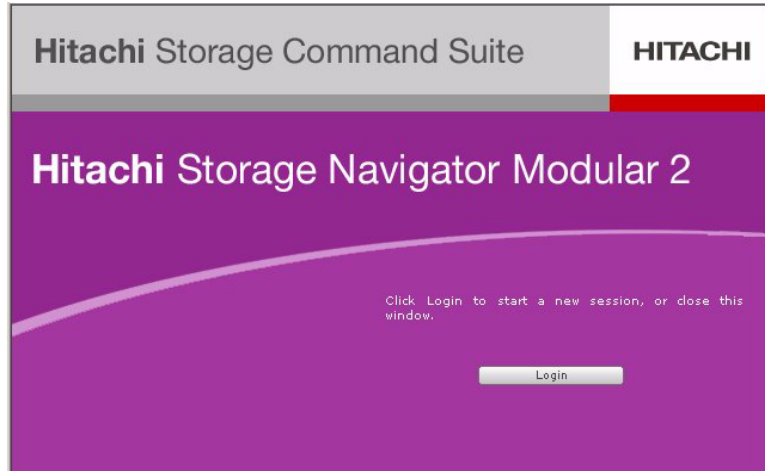 Hitachi Storage Command Suite
HITACHI
Hitachi Storage Navigator Modular 2
Click Login to start a new session, or close this
window.
Login